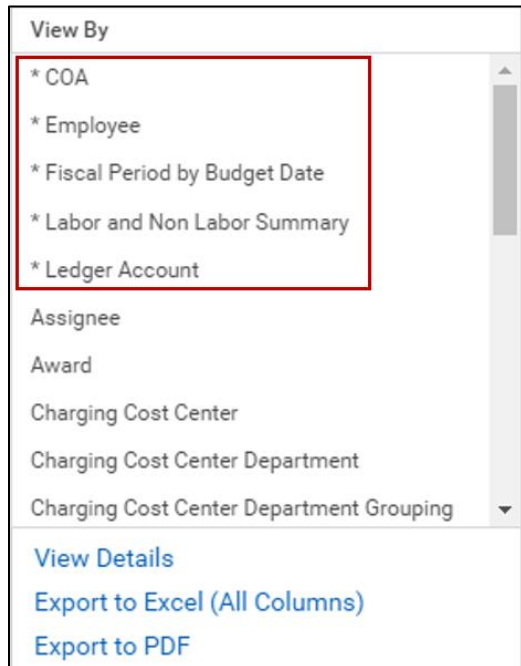 View By
* COA
* Employee
* Fiscal Period by Budget Date
* Labor and Non Labor Summary
* Ledger Account
Assignee
Award
Charging Cost Center
Charging Cost Center Department
Charging Cost Center Department Grouping
View Details
Export to Excel (All Columns)
Export to PDF